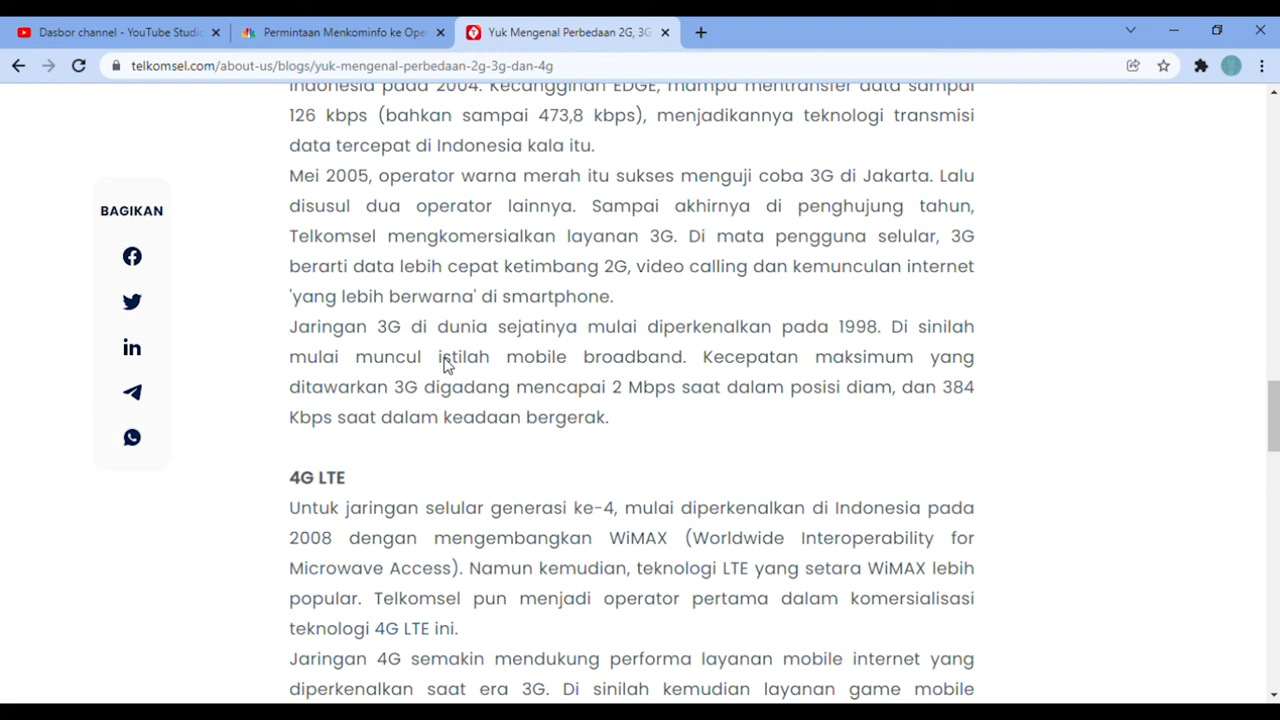 Dasbor channel - YouTube Studio
Permintaan Menkominfo ke Ope
Yuk Mengenal Perbedaan 2G, 3G
telkomsel.com/about-us/blogs/yuk-mengenal-perbedaan-2g-3g-dan-4g
Indonesia pada 2004. Kecanggihan EDGE, mampu mentransfer data sampai
126 kbps (bahkan sampai 473,8 kbps), menjadikannya teknologi transmisi
data tercepat di Indonesia kala itu.
Mei 2005, operator warna merah itu sukses menguji coba 3G di Jakarta. Lalu
disusul dua operator lainnya. Sampai akhirnya di penghujung tahun,
Telkomsel mengkomersialkan layanan 3G. Di mata pengguna selular, 3G
berarti data lebih cepat ketimbang 2G, video calling dan kemunculan internet
'yang lebih berwarna' di smartphone.
Jaringan 3G di dunia sejatinya mulai diperkenalkan pada 1998. Di sinilah
mulai muncul istilah mobile broadband. Kecepatan maksimum yang
ditawarkan 3G digadang mencapai 2 Mbps saat dalam posisi diam, dan 384
Kbps saat dalam keadaan bergerak.
BAGIKAN
4G LTE
Untuk jaringan selular generasi ke-4, mulai diperkenalkan di Indonesia pada
2008 dengan mengembangkan WiMAX (Worldwide Interoperability for
Microwave Access). Namun kemudian, teknologi LTE yang setara WiMAX lebih
popular. Telkomsel pun menjadi operator pertama dalam komersialisasi
teknologi 4G LTE ini.
Jaringan 4G semakin mendukung performa layanan mobile internet yang
diperkenalkan saat era 3G. Di sinilah kemudian layanan game mobile